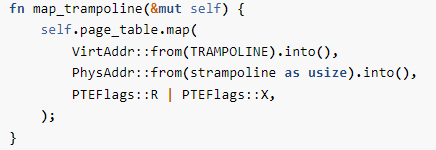 fn map_trampoline(&mut self) {
    self.page_table.map(
        VirtAddr::from(TRAMPOLINE).into(),
        PhysAddr::from(strampoline as usize).into(),
        PTEFlags::R | PTEFlags::X,
    );
}